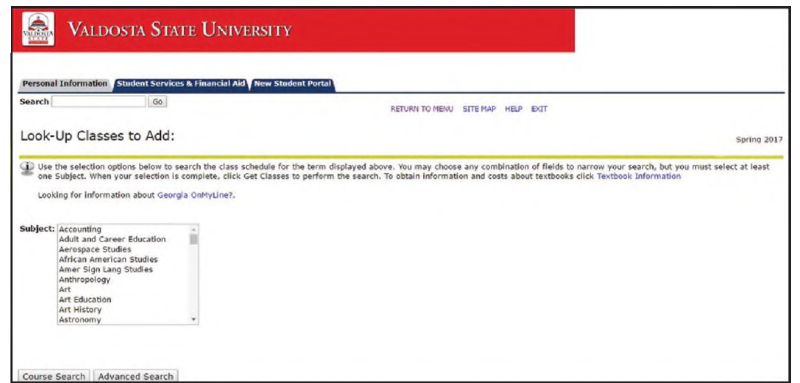 VALDOSTA STATE UNIVERSITY
VALDOSTA
STATE
Personal Information Student Services & Financial Aid New Student Portal
Search Go
RETURN TO MENU SITE MAP HELP EXIT
Look-Up Classes to Add:
Spring 2017
Use the selection options below to search the class schedule for the term displayed above. You may choose any combination of fields to narrow your search, but you must select at least
one Subject. When your selection is complete, click Get Classes to perform the search. To obtain information and costs about textbooks click Textbook Information
Looking for information about Georgia OnMyLine?.
Subject: Accounting
Adult and Career Education
Aerospace Studies
African American Studies
Amer Sign Lang Studies
Anthropology
Art
Art Education
Art History
Astronomy
Course Search Advanced Search